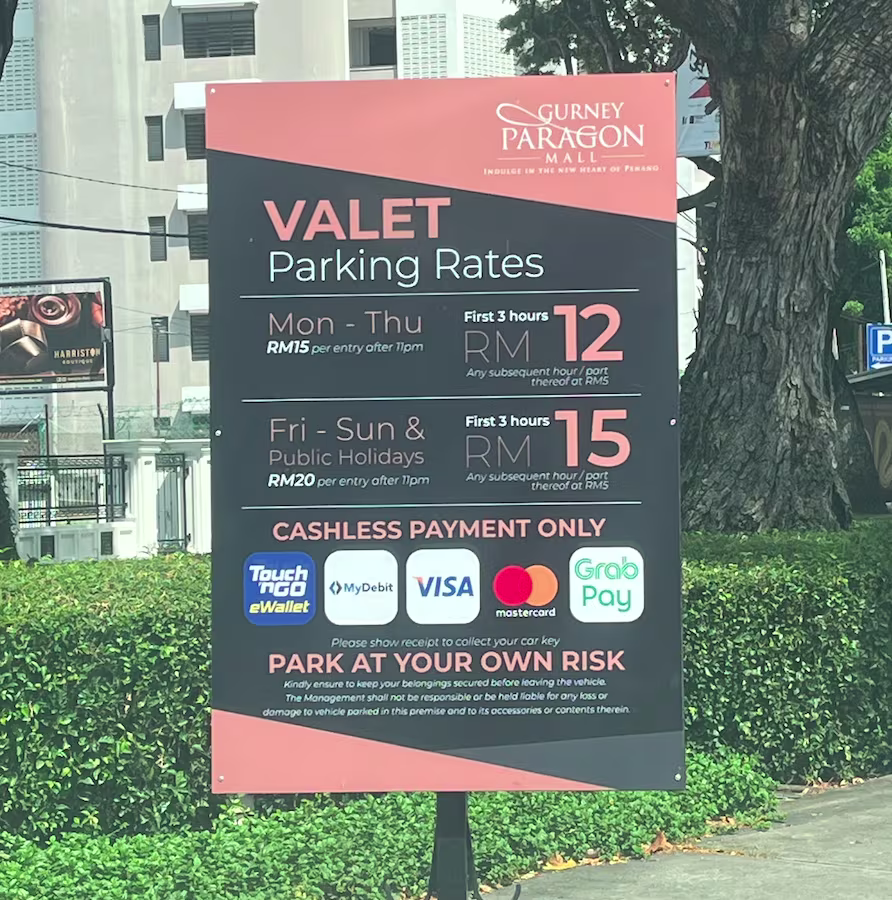 GURNEY
PARAGON
MALL
INDULGE IN THE NEW HEART OF PENANG
VALET
Parking Rates
Mon - Thu
RM15 per entry after 11pm
First 3 hours
RM 12
Any subsequent hour / part
thereof at RM5
Fri - Sun &
Public Holidays
RM20 per entry after 11pm
First 3 hours
RM 15
Any subsequent hour / part
thereof at RM5
CASHLESS PAYMENT ONLY
Touch
'nGO
eWallet
MyDebit
VISA
mastercard
Grab
Pay
Please show receipt to collect your car key
PARK AT YOUR OWN RISK
Kindly ensure to keep your belongings secured before leaving the vehicle.
The Management shall not be responsible or be held liable for any loss or
damage to vehicle parked in this premise and to its accessories or contents therein.
HARRISTON
BOUTIQUE
P